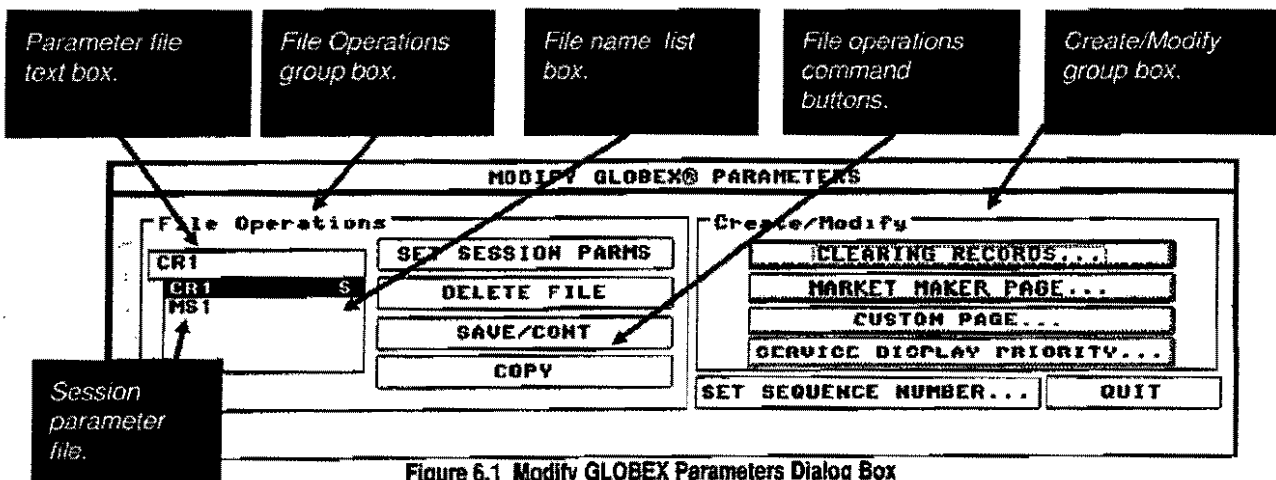 Parameter file
text box.
File Operations
group box.
File name list
box.
File operations
command
buttons.
Create/Modify
group box.
MODIFY GLOBEX® PARAMETERS
File Operations
CR1
CR1 S
MS1
SET SESSION PARMS
DELETE FILE
SAVE/CONT
COPY
Create/Modify
CLEARING RECORDS...
MARKET MAKER PAGE...
CUSTOM PAGE...
SERVICE DISPLAY PRIORITY...
SET SEQUENCE NUMBER...
QUIT
Session
parameter
file.
Figure 6.1 Modify GLOBEX Parameters Dialog Box